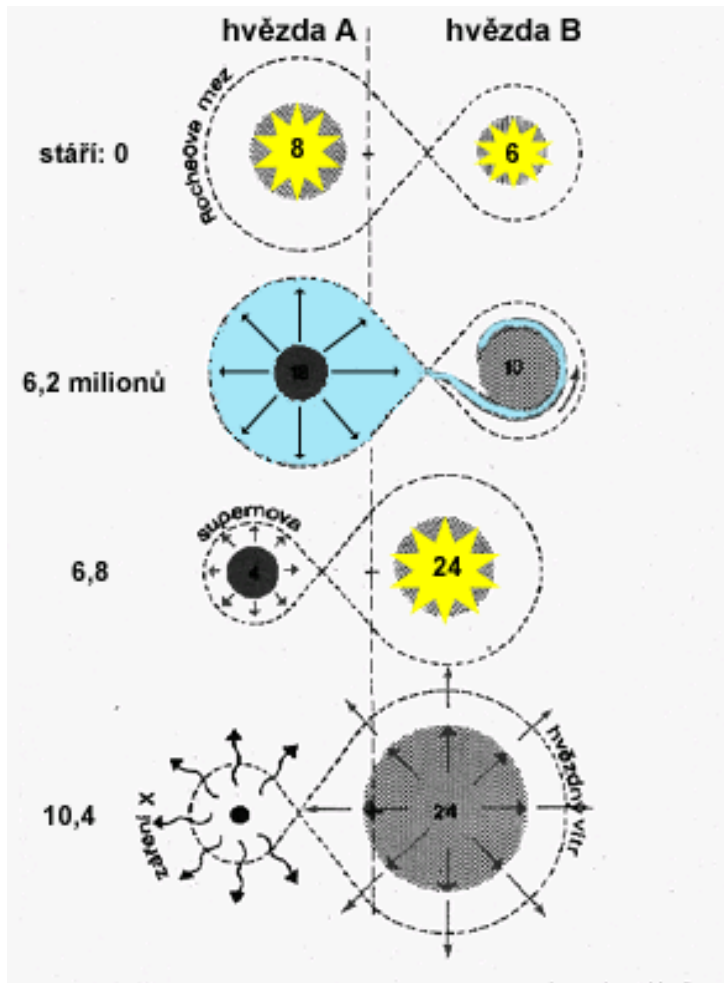 hvězda A hvězda B
Rocheova mez
stáří: 0
8
6
6,2 milionů
18
10
supernova
6,8
4
24
10,4
záření X
24
hvězdný vítr